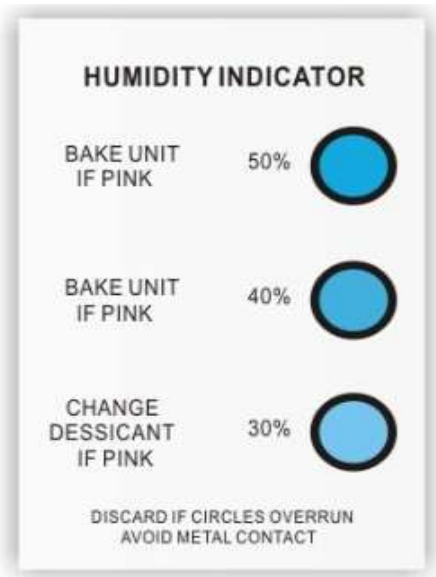 HUMIDITY INDICATOR
BAKE UNIT
IF PINK
50%
BAKE UNIT
IF PINK
40%
CHANGE
DESSICANT
IF PINK
30%
DISCARD IF CIRCLES OVERRUN
AVOID METAL CONTACT